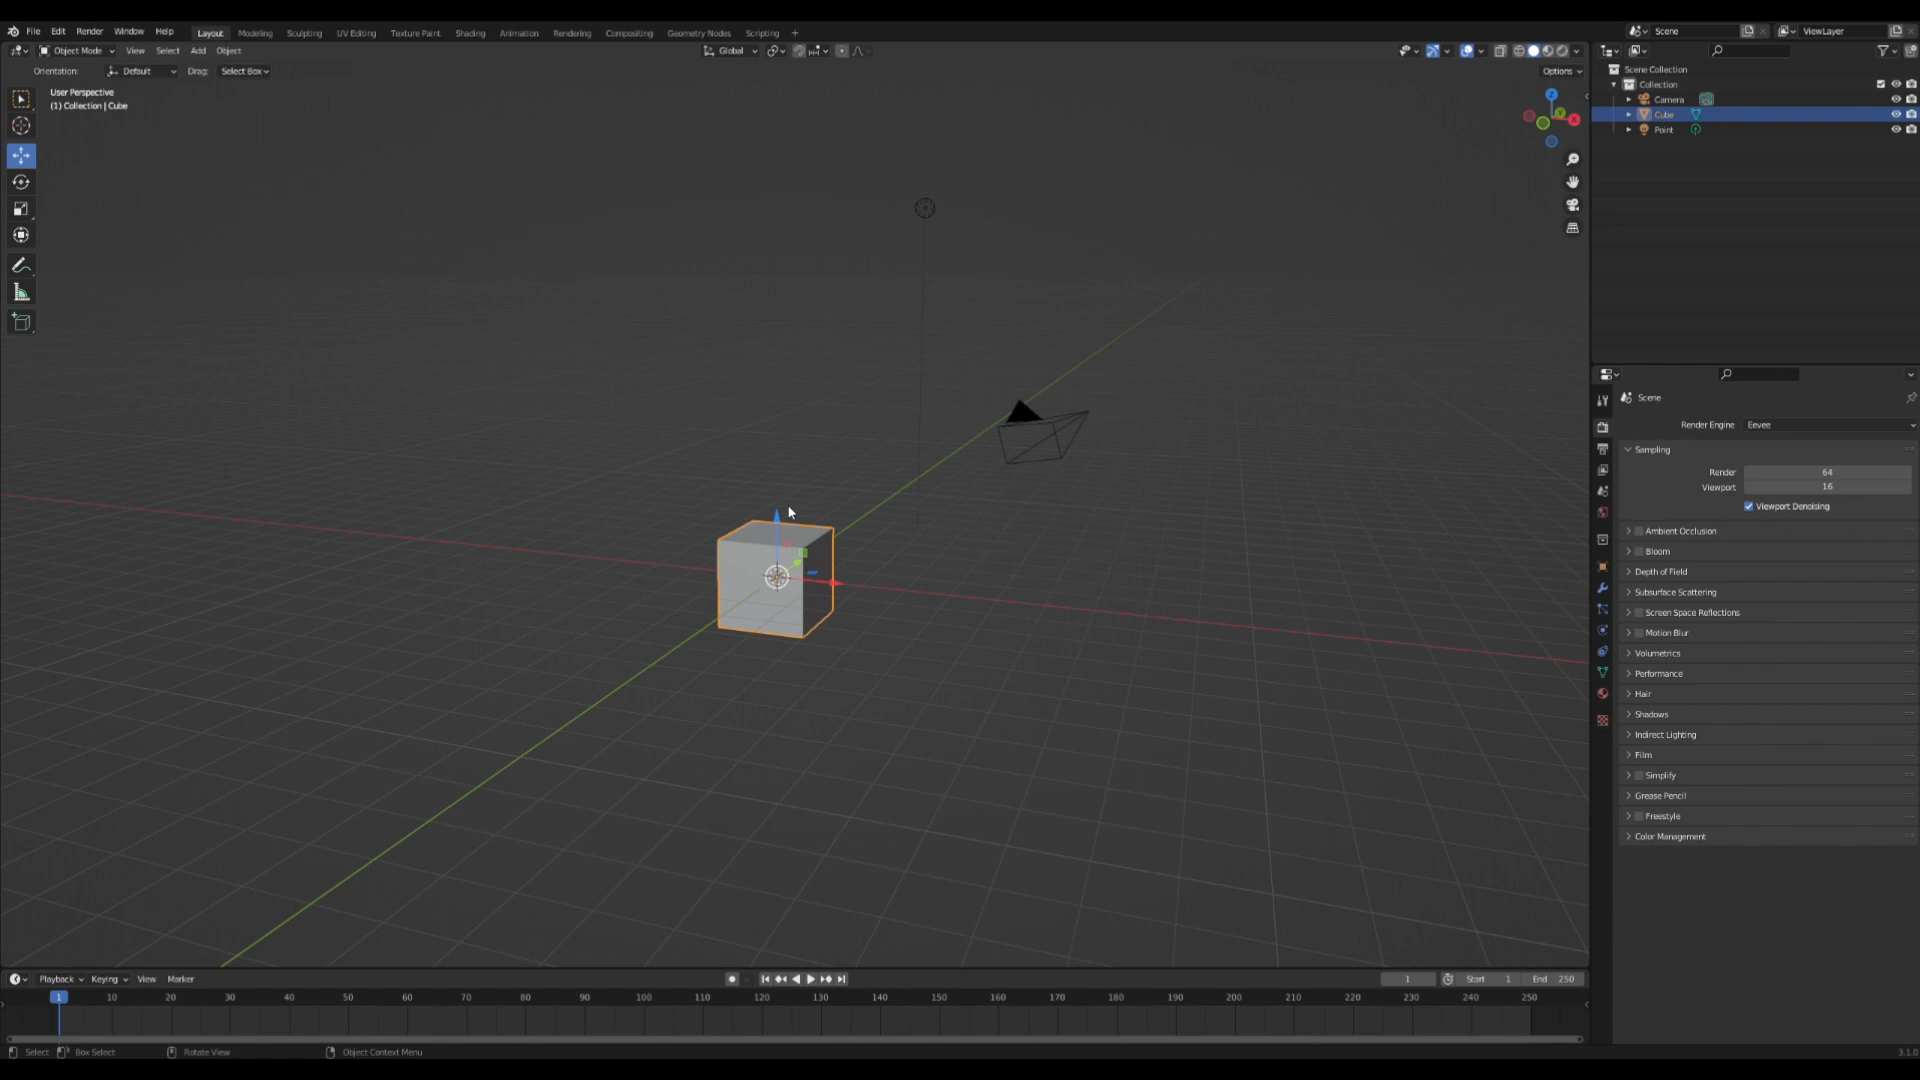 File Edit Render Window Help Layout Modeling Sculpting UV Editing Texture Paint Shading Animation Rendering Compositing Geometry Nodes Scripting + Scene ViewLayer
Object Mode View Select Add Object Global
Orientation: Default Drag: Select Box Options
User Perspective
(1) Collection | Cube
Z
Y
X
Scene Collection
Collection
Camera
Cube
Point
Scene
Render Engine Eevee
Sampling
Render 64
Viewport 16
Viewport Denoising
Ambient Occlusion
Bloom
Depth of Field
Subsurface Scattering
Screen Space Reflections
Motion Blur
Volumetrics
Performance
Hair
Shadows
Indirect Lighting
Film
Simplify
Grease Pencil
Freestyle
Color Management
Playback Keying View Marker 1 Start 1 End 250
1 10 20 30 40 50 60 70 80 90 100 110 120 130 140 150 160 170 180 190 200 210 220 230 240 250
Select Box Select Rotate View Object Context Menu 3.1.0